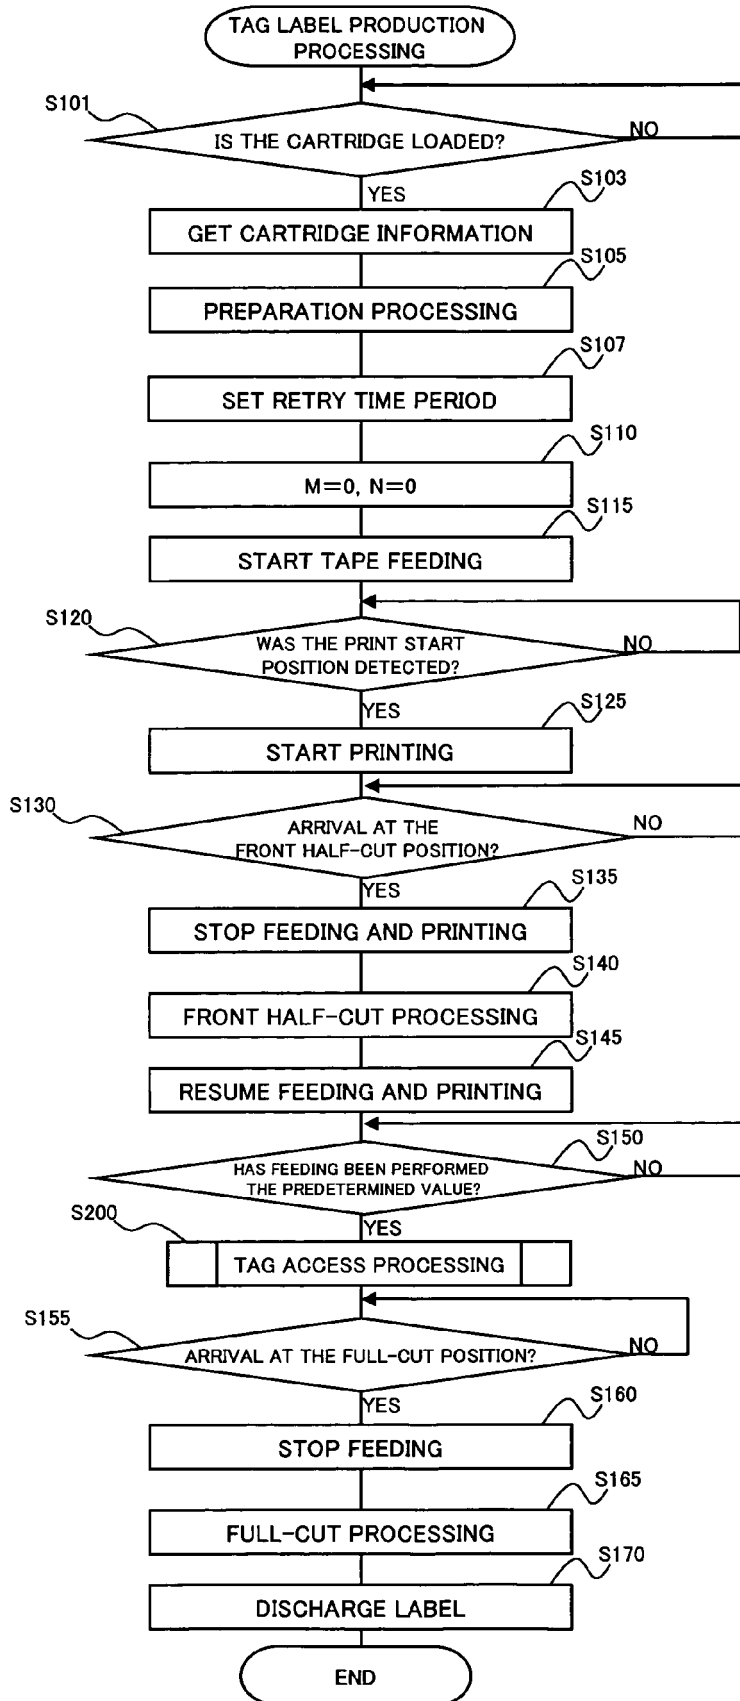 TAG LABEL PRODUCTION
PROCESSING
S101
IS THE CARTRIDGE LOADED?
NO
YES
S103
GET CARTRIDGE INFORMATION
S105
PREPARATION PROCESSING
S107
SET RETRY TIME PERIOD
S110
M=0, N=0
S115
START TAPE FEEDING
S120
WAS THE PRINT START
POSITION DETECTED?
NO
YES
S125
START PRINTING
S130
ARRIVAL AT THE
FRONT HALF-CUT POSITION?
NO
YES
S135
STOP FEEDING AND PRINTING
S140
FRONT HALF-CUT PROCESSING
S145
RESUME FEEDING AND PRINTING
S150
HAS FEEDING BEEN PERFORMED
THE PREDETERMINED VALUE?
NO
YES
S200
TAG ACCESS PROCESSING
S155
ARRIVAL AT THE FULL-CUT POSITION?
NO
YES
S160
STOP FEEDING
S165
FULL-CUT PROCESSING
S170
DISCHARGE LABEL
END